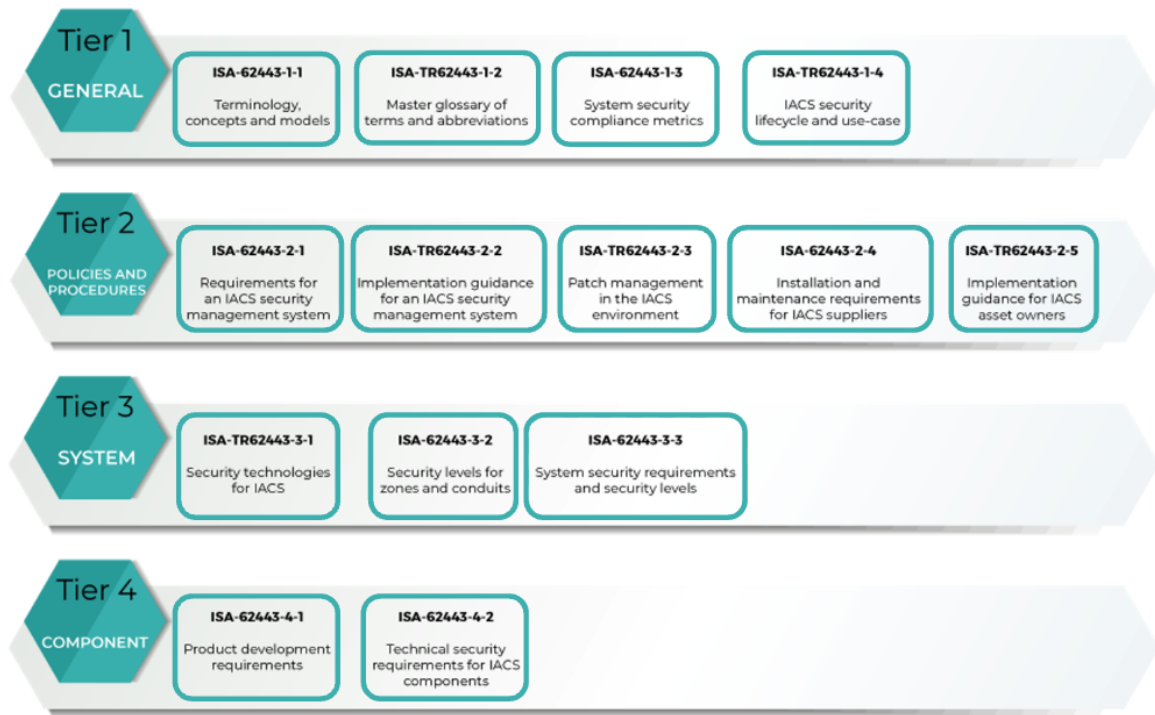 Tier 1
GENERAL
ISA-62443-1-1
Terminology,
concepts and models
ISA-TR62443-1-2
Master glossary of
terms and abbreviations
ISA-62443-1-3
System security
compliance metrics
ISA-TR62443-1-4
IACS security
lifecycle and use-case
Tier 2
POLICIES AND
PROCEDURES
ISA-62443-2-1
Requirements for
an IACS security
management system
ISA-TR62443-2-2
Implementation guidance
for an IACS security
management system
ISA-TR62443-2-3
Patch management
in the IACS
environment
ISA-62443-2-4
Installation and
maintenance requirements
for IACS suppliers
ISA-TR62443-2-5
Implementation
guidance for IACS
asset owners
Tier 3
SYSTEM
ISA-TR62443-3-1
Security technologies
for IACS
ISA-62443-3-2
Security levels for
zones and conduits
ISA-62443-3-3
System security requirements
and security levels
Tier 4
COMPONENT
ISA-62443-4-1
Product development
requirements
ISA-62443-4-2
Technical security
requirements for IACS
components